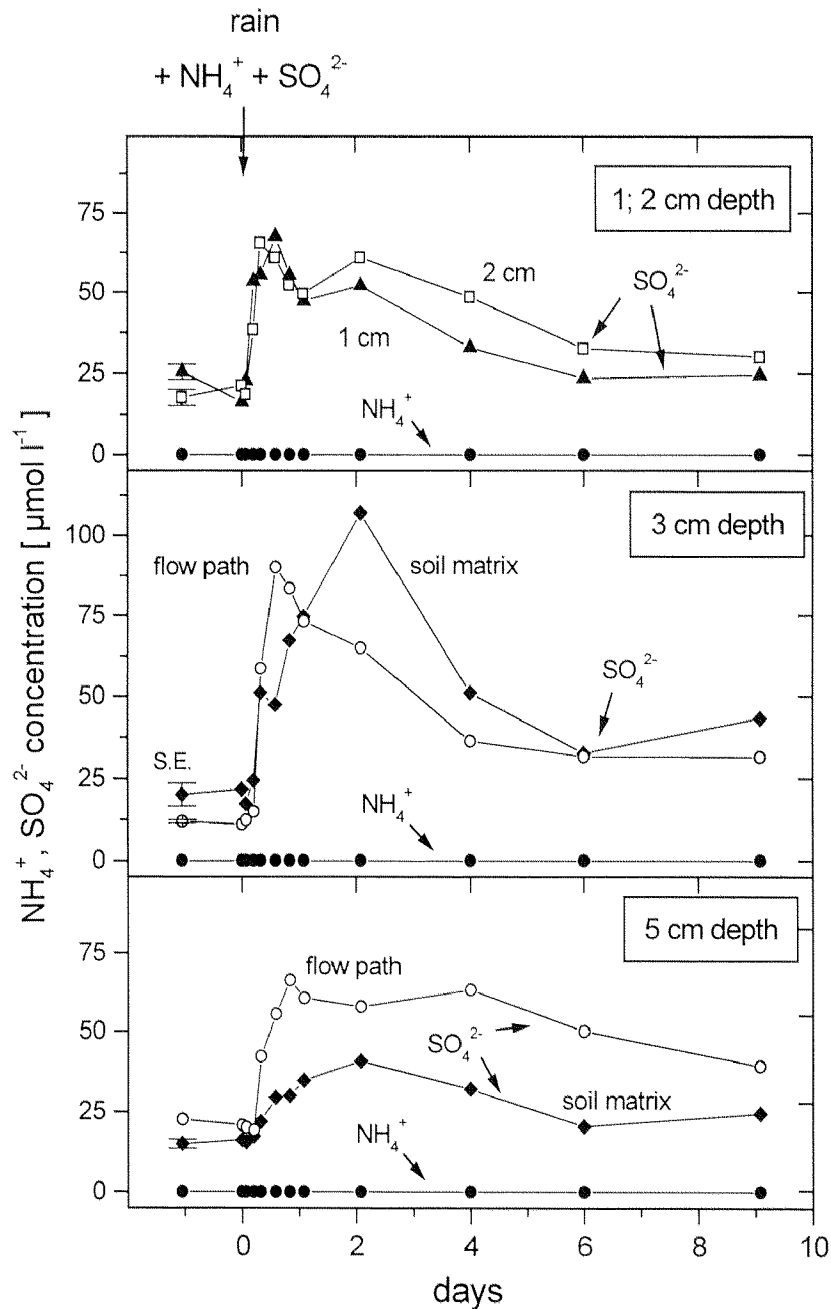 rain
+ NH₄⁺ + SO₄²⁻
NH₄⁺, SO₄²⁻ concentration [ µmol l⁻¹ ]
1; 2 cm depth
75
50
25
0
2 cm
SO₄²⁻
1 cm
NH₄⁺
3 cm depth
100
75
50
25
0
flow path
soil matrix
SO₄²⁻
S.E.
NH₄⁺
5 cm depth
75
50
25
0
flow path
SO₄²⁻
soil matrix
NH₄⁺
0 2 4 6 8 10
days